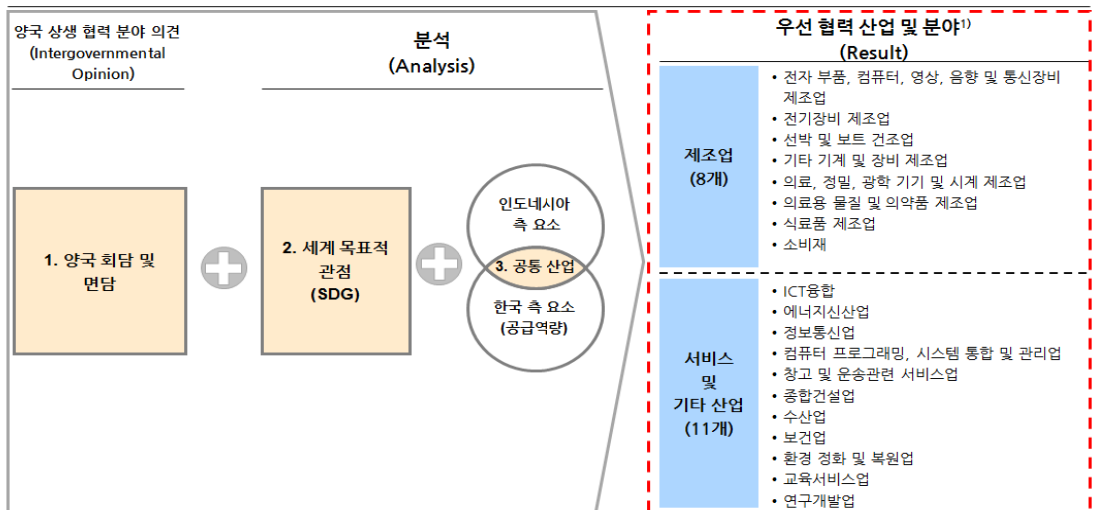 양국 상생 협력 분야 의견
(Intergovernmental
Opinion)
분석
(Analysis)
우선 협력 산업 및 분야1)
(Result)
1. 양국 회담 및
면담
2. 세계 목표적
관점
(SDG)
인도네시아
측 요소
3. 공통 산업
한국 측 요소
(공급역량)
제조업
(8개)
• 전자 부품, 컴퓨터, 영상, 음향 및 통신장비
제조업
• 전기장비 제조업
• 선박 및 보트 건조업
• 기타 기계 및 장비 제조업
• 의료, 정밀, 광학 기기 및 시계 제조업
• 의료용 물질 및 의약품 제조업
• 식료품 제조업
• 소비재
서비스
및
기타 산업
(11개)
• ICT융합
• 에너지신산업
• 정보통신업
• 컴퓨터 프로그래밍, 시스템 통합 및 관리업
• 창고 및 운송관련 서비스업
• 종합건설업
• 수산업
• 보건업
• 환경 정화 및 복원업
• 교육서비스업
• 연구개발업